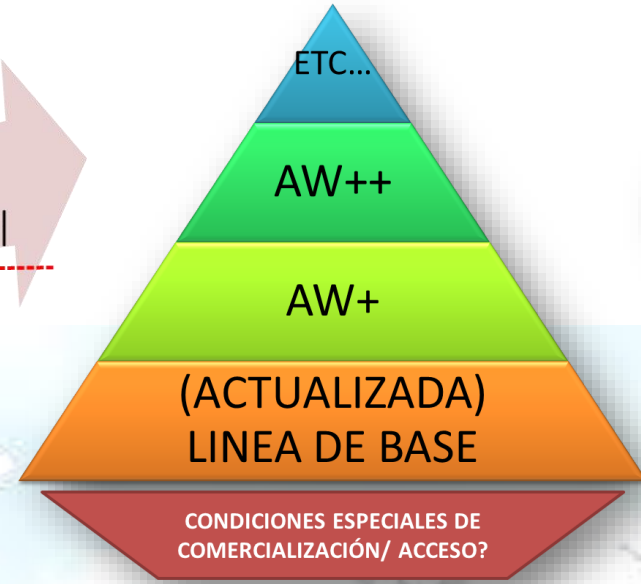 ETC...
AW++
AW+
(ACTUALIZADA)
LINEA DE BASE
CONDICIONES ESPECIALES DE
COMERCIALIZACIÓN/ ACCESO?